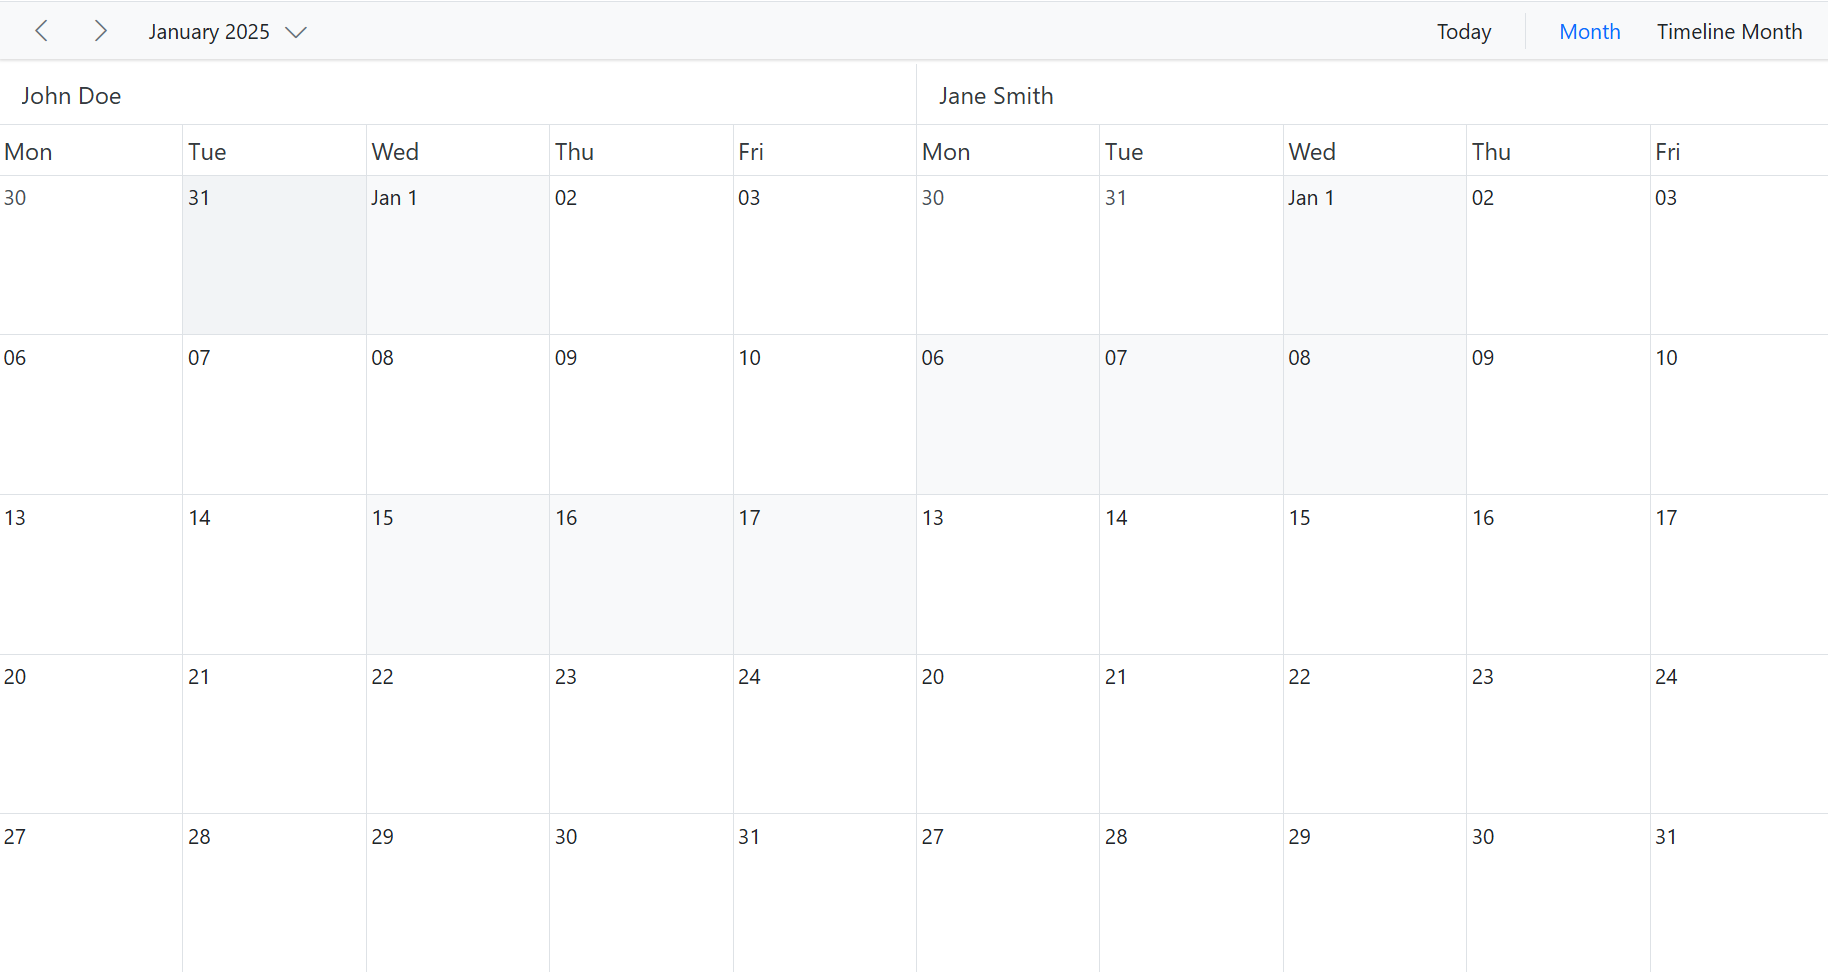 January 2025 Today Month Timeline Month
John Doe Jane Smith
Mon Tue Wed Thu Fri Mon Tue Wed Thu Fri
30 31 Jan 1 02 03 30 31 Jan 1 02 03
06 07 08 09 10 06 07 08 09 10
13 14 15 16 17 13 14 15 16 17
20 21 22 23 24 20 21 22 23 24
27 28 29 30 31 27 28 29 30 31